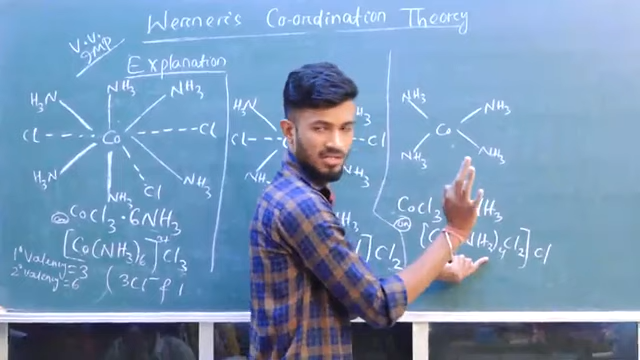 Werner's Co-ordination Theory
V.V.
IMP
Explanation
H3N NH3 NH3
Cl Co Cl
H3N NH3 Cl NH3
CoCl3·6NH3
[Co(NH3)6]3+ Cl3
1° Valency=3
2° Valency=6
(3Cl-
H3N
Cl Cl
NH3
]Cl2
NH3 NH3
Co
NH3 NH3
CoCl3 NH3
(iii)
[Co(NH3)4Cl2]Cl